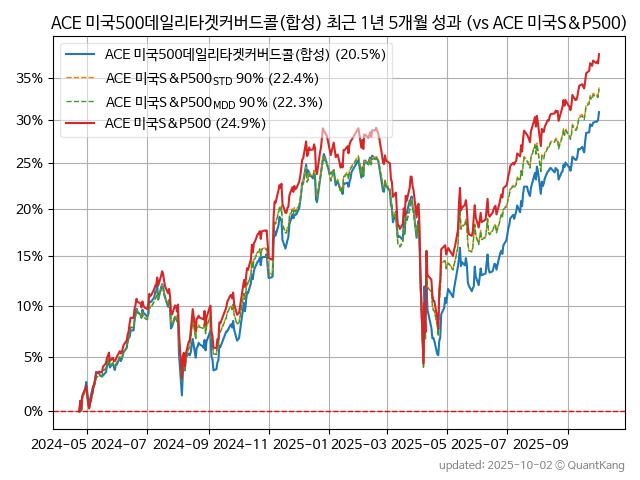 ACE 미국500데일리타겟커버드콜(합성) 최근 1년 5개월 성과 (vs ACE 미국S&P500)
ACE 미국500데일리타겟커버드콜(합성) (20.5%)
ACE 미국S&P500STD 90% (22.4%)
ACE 미국S&P500MDD 90% (22.3%)
ACE 미국S&P500 (24.9%)
35%
30%
25%
20%
15%
10%
5%
0%
2024-05 2024-07 2024-09 2024-11 2025-01 2025-03 2025-05 2025-07 2025-09
updated: 2025-10-02 © QuantKang